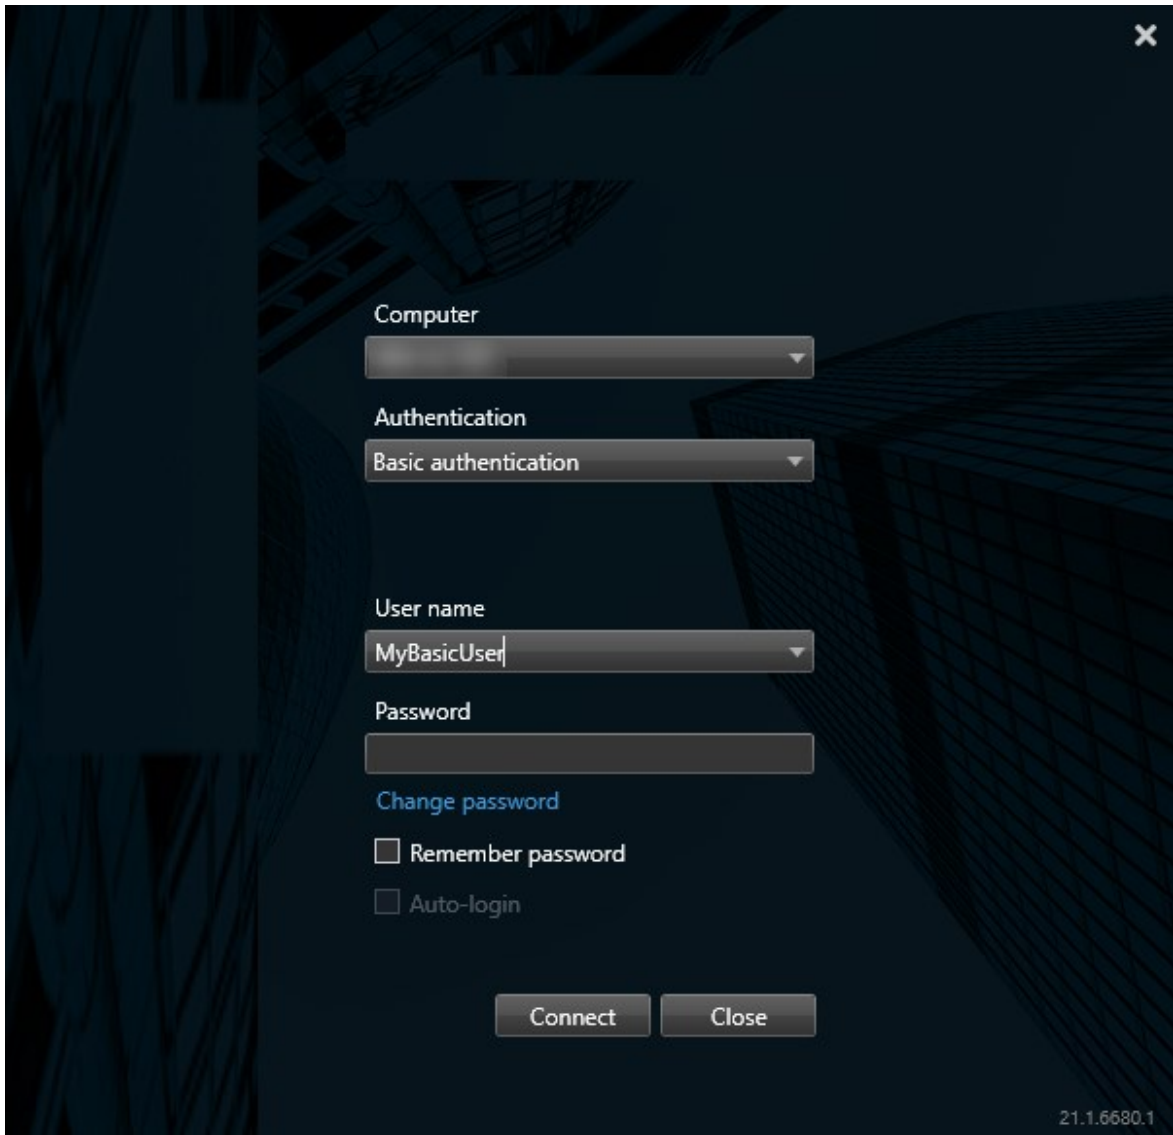 Computer
Authentication
Basic authentication
User name
MyBasicUser
Password
Change password
Remember password
Auto-login
Connect Close
21.1.6680.1